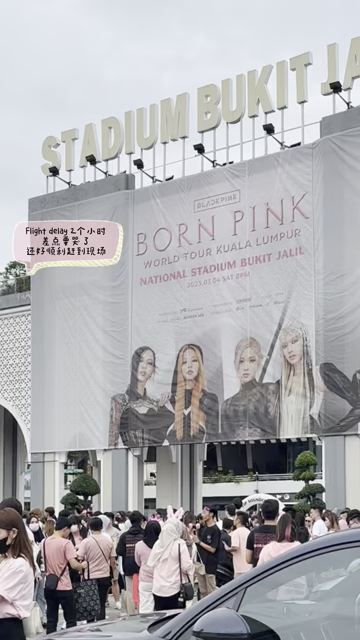 STADIUM BUKIT JA
Flight delay 2个小时
差点要哭了
还好顺利赶到现场
BLACKPINK
BORN PINK
WORLD TOUR KUALA LUMPUR
NATIONAL STADIUM BUKIT JALIL
2023.03.04 SAT 8PM